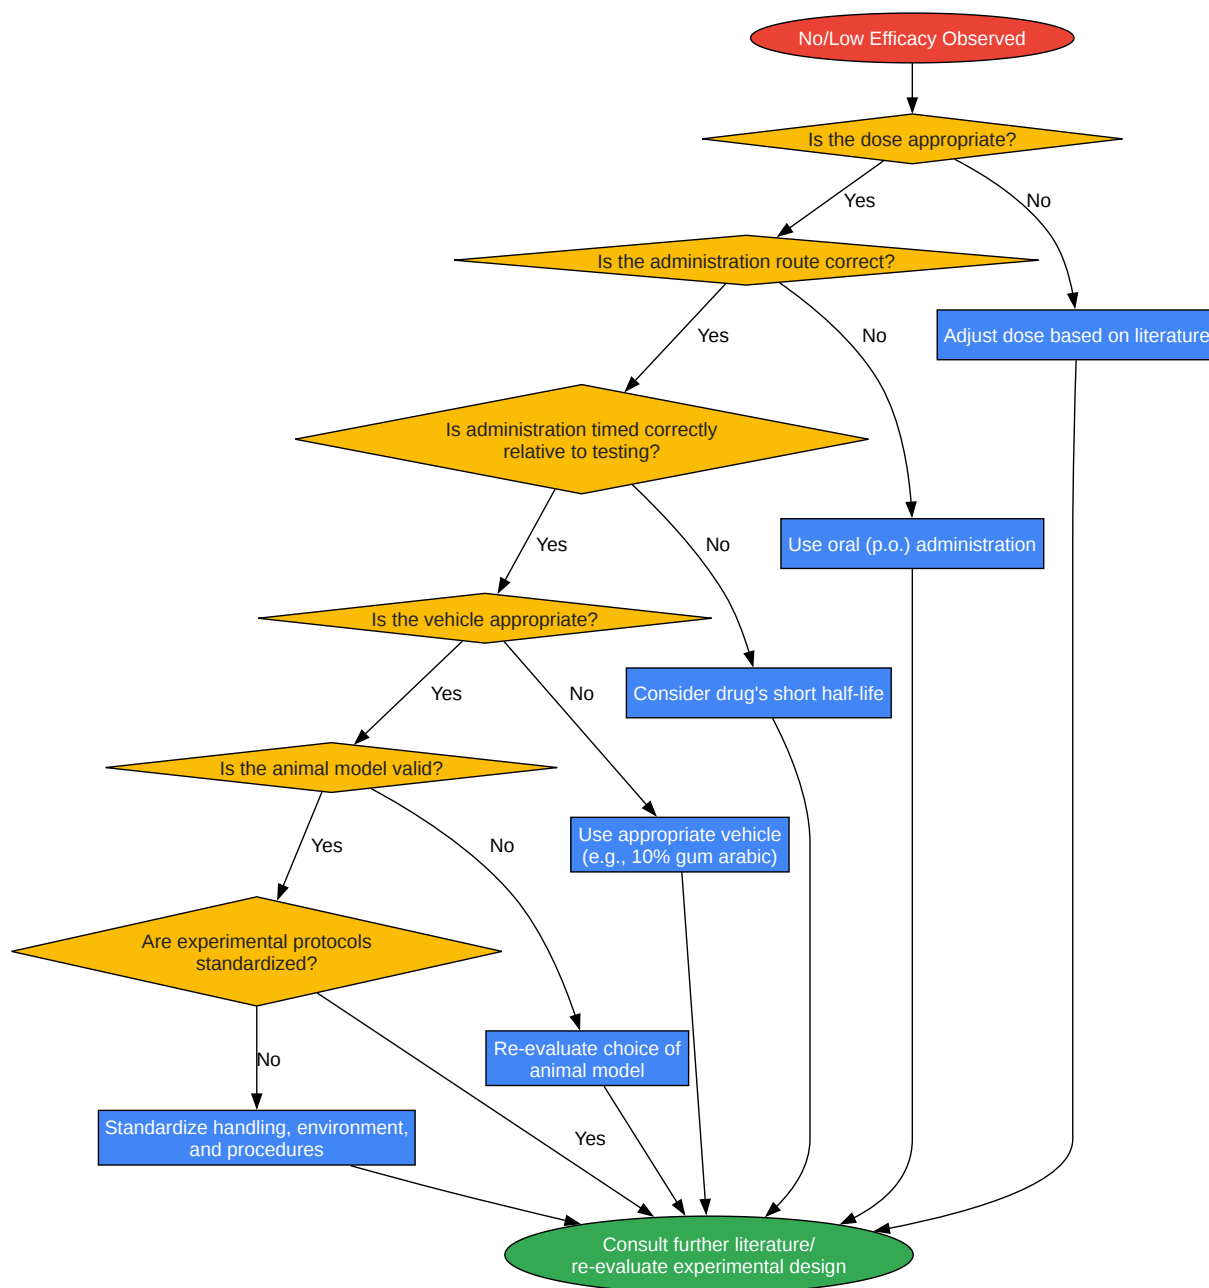 No/Low Efficacy Observed
Is the dose appropriate?
Yes
No
Is the administration route correct?
Yes
No
Adjust dose based on literature
Is administration timed correctly
relative to testing?
Yes
No
Use oral (p.o.) administration
Is the vehicle appropriate?
Yes
No
Consider drug's short half-life
Is the animal model valid?
Yes
No
Use appropriate vehicle
(e.g., 10% gum arabic)
Are experimental protocols
standardized?
No
Yes
Re-evaluate choice of
animal model
Standardize handling, environment,
and procedures
Consult further literature/
re-evaluate experimental design